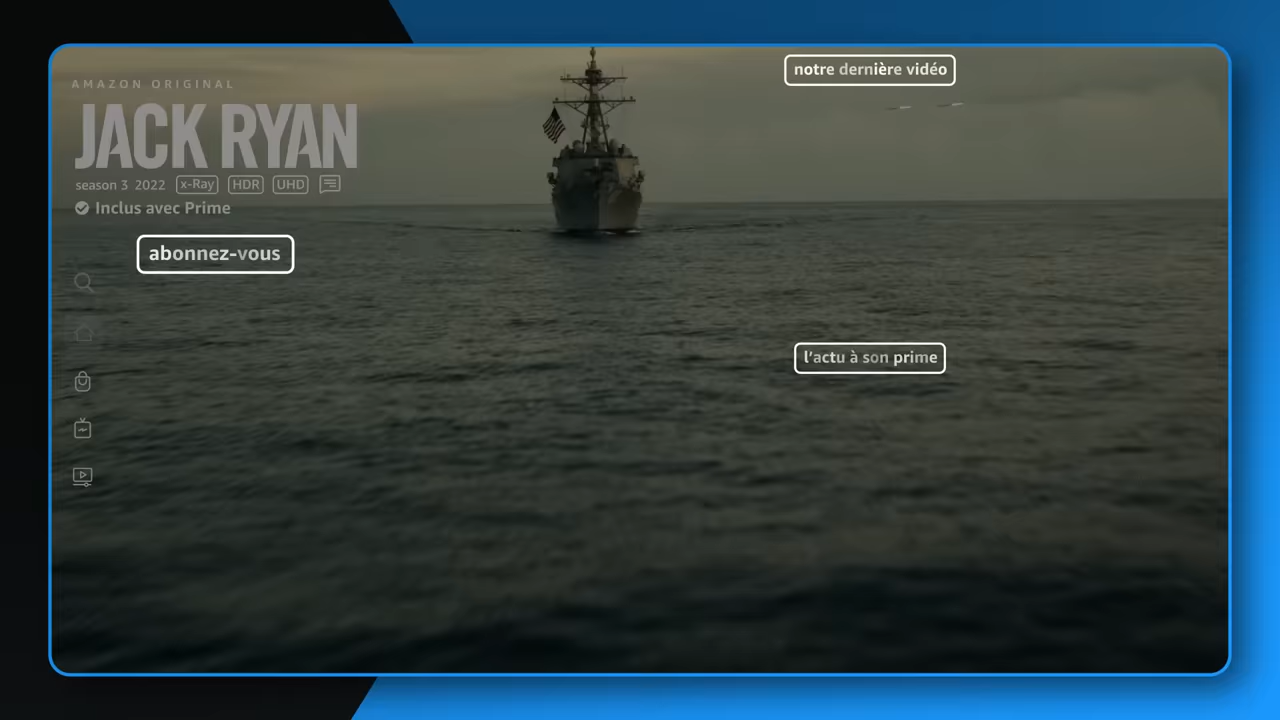 AMAZON ORIGINAL
JACK RYAN
season 3 2022 x-Ray HDR UHD
Inclus avec Prime
abonnez-vous
notre dernière vidéo
l'actu à son prime